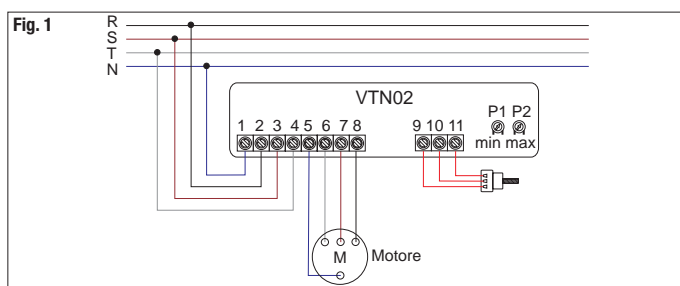 Fig. 1
R
S
T
N
VTN02
1 2 3 4 5 6 7 8
9 10 11
P1 P2
min max
M
Motore